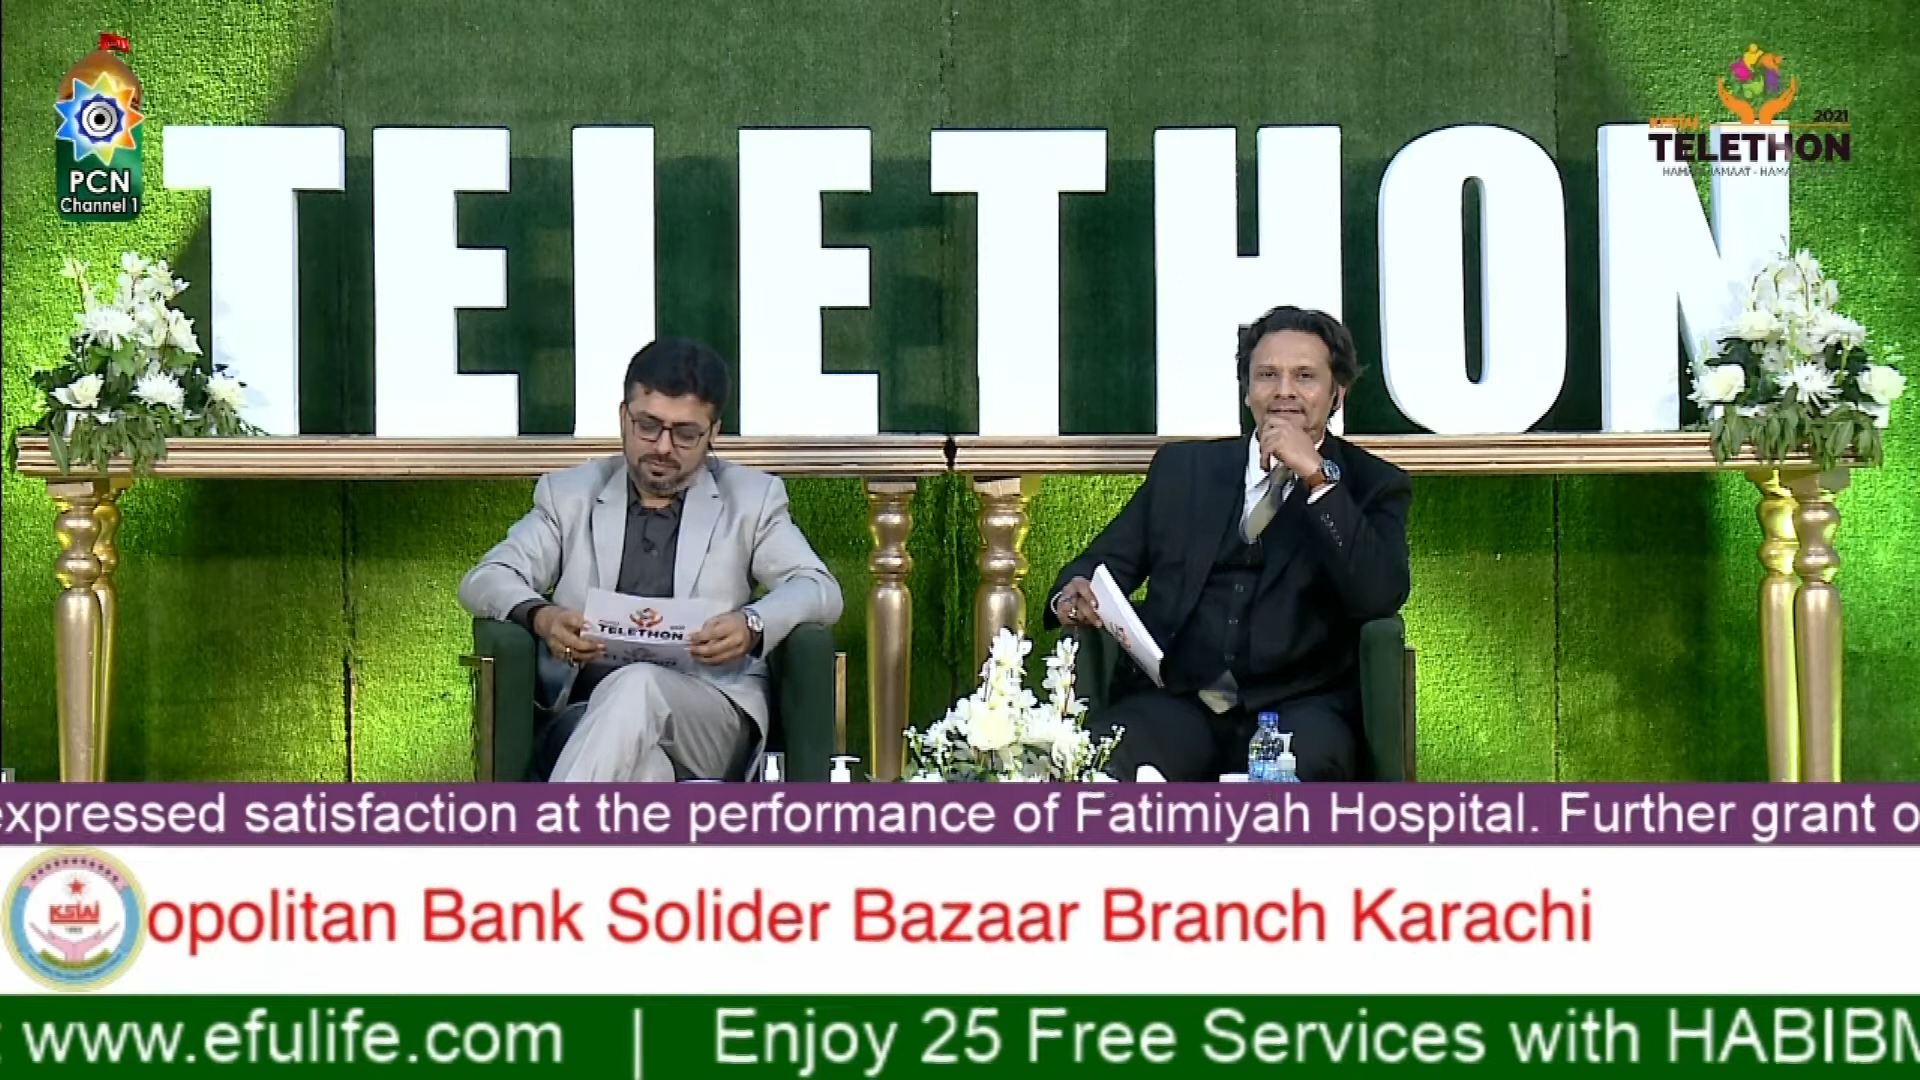 PCN
Channel 1
TELETHON
KSIAJ
2021
TELETHON
TELETHON
expressed satisfaction at the performance of Fatimiyah Hospital. Further grant o
KSIAJ
opolitan Bank Solider Bazaar Branch Karachi
www.efulife.com | Enjoy 25 Free Services with HABIBM